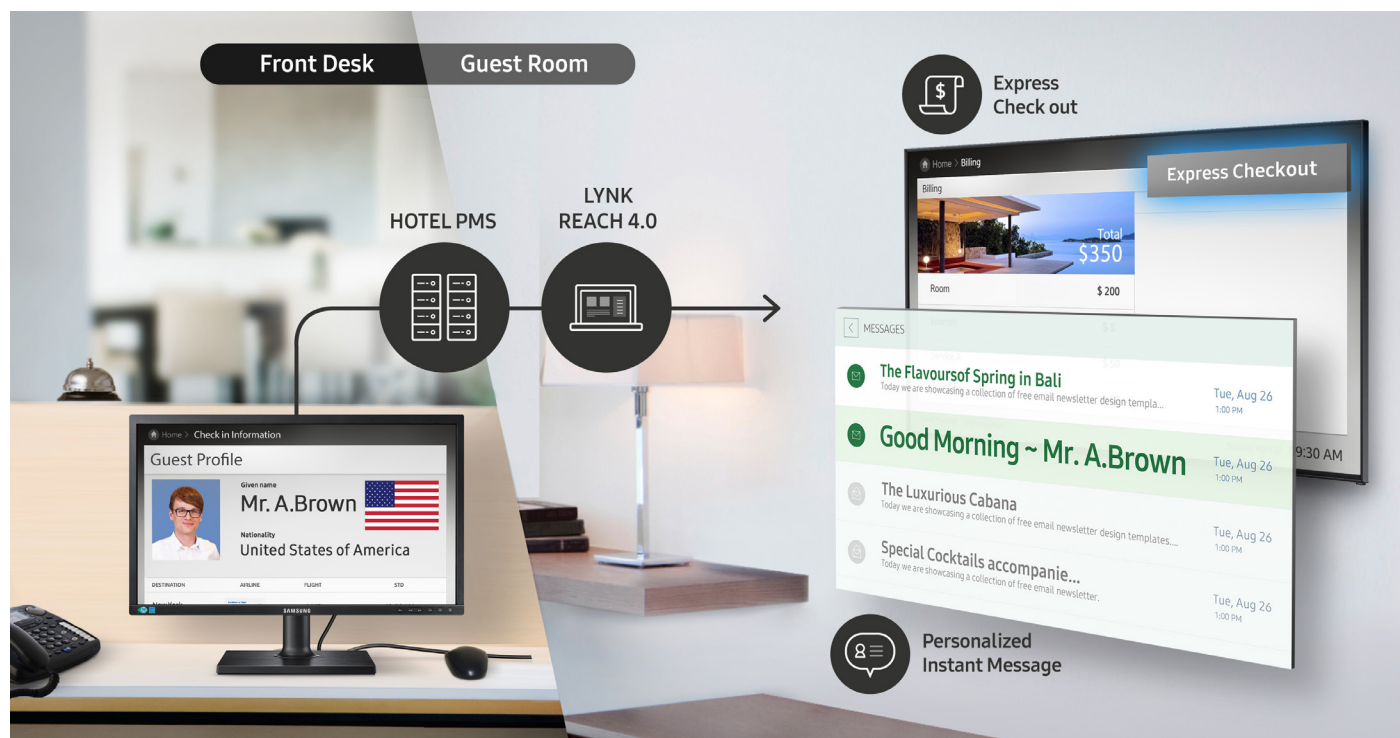 Front Desk
Guest Room
HOTEL PMS
LYNK
REACH 4.0
Express
Check out
Home > Billing
Express Checkout
Billing
Total
$350
Room
$ 200
9:30 AM
MESSAGES
The Flavoursof Spring in Bali
Today we are showcasing a collection of free email newsletter design templa...
Tue, Aug 26
1:00 PM
Good Morning ~ Mr. A.Brown
Tue, Aug 26
1:00 PM
The Luxurious Cabana
Today we are showcasing a collection of free email newsletter design templates....
Tue, Aug 26
1:00 PM
Special Cocktails accompanie...
Today we are showcasing a collection of free email newsletter.
Tue, Aug 26
1:00 PM
Personalized
Instant Message
Home > Check in Information
Guest Profile
Given name
Mr. A.Brown
Nationality
United States of America
DESTINATION AIRLINE FLIGHT STD
SAMSUNG